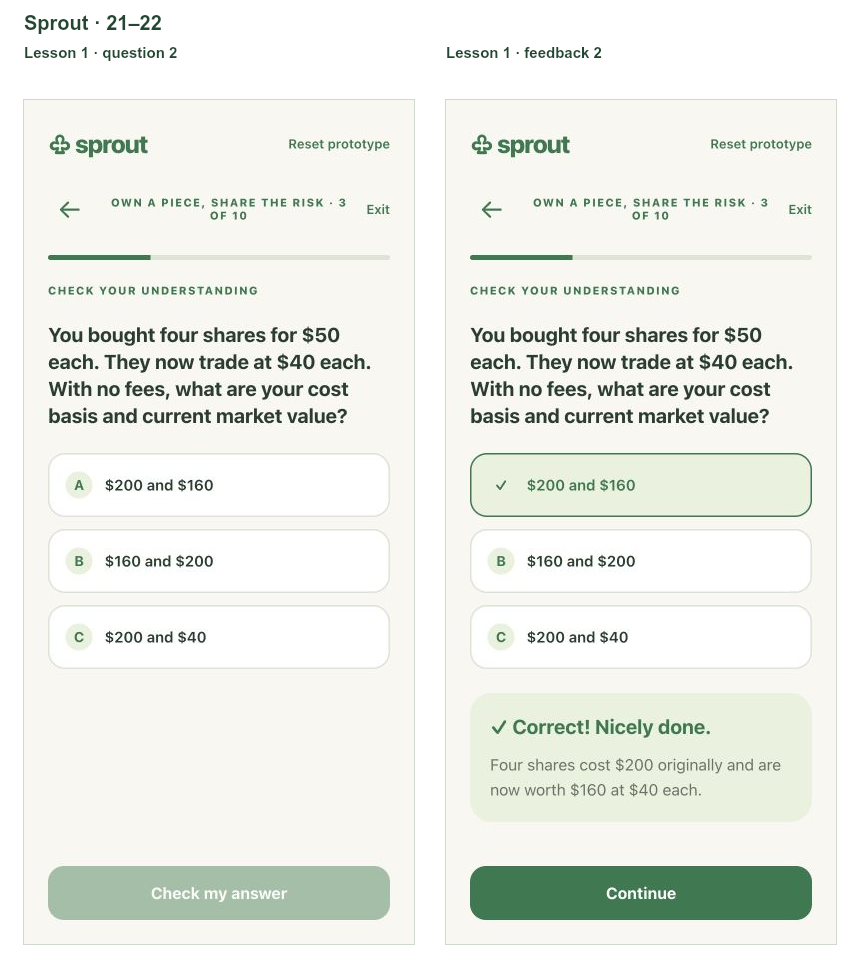 Sprout · 21–22
Lesson 1 · question 2
sprout
Reset prototype
OWN A PIECE, SHARE THE RISK · 3
OF 10
Exit
CHECK YOUR UNDERSTANDING
You bought four shares for $50
each. They now trade at $40 each.
With no fees, what are your cost
basis and current market value?
A $200 and $160
B $160 and $200
C $200 and $40
Check my answer
Lesson 1 · feedback 2
sprout
Reset prototype
OWN A PIECE, SHARE THE RISK · 3
OF 10
Exit
CHECK YOUR UNDERSTANDING
You bought four shares for $50
each. They now trade at $40 each.
With no fees, what are your cost
basis and current market value?
✓ $200 and $160
B $160 and $200
C $200 and $40
✓ Correct! Nicely done.
Four shares cost $200 originally and are
now worth $160 at $40 each.
Continue